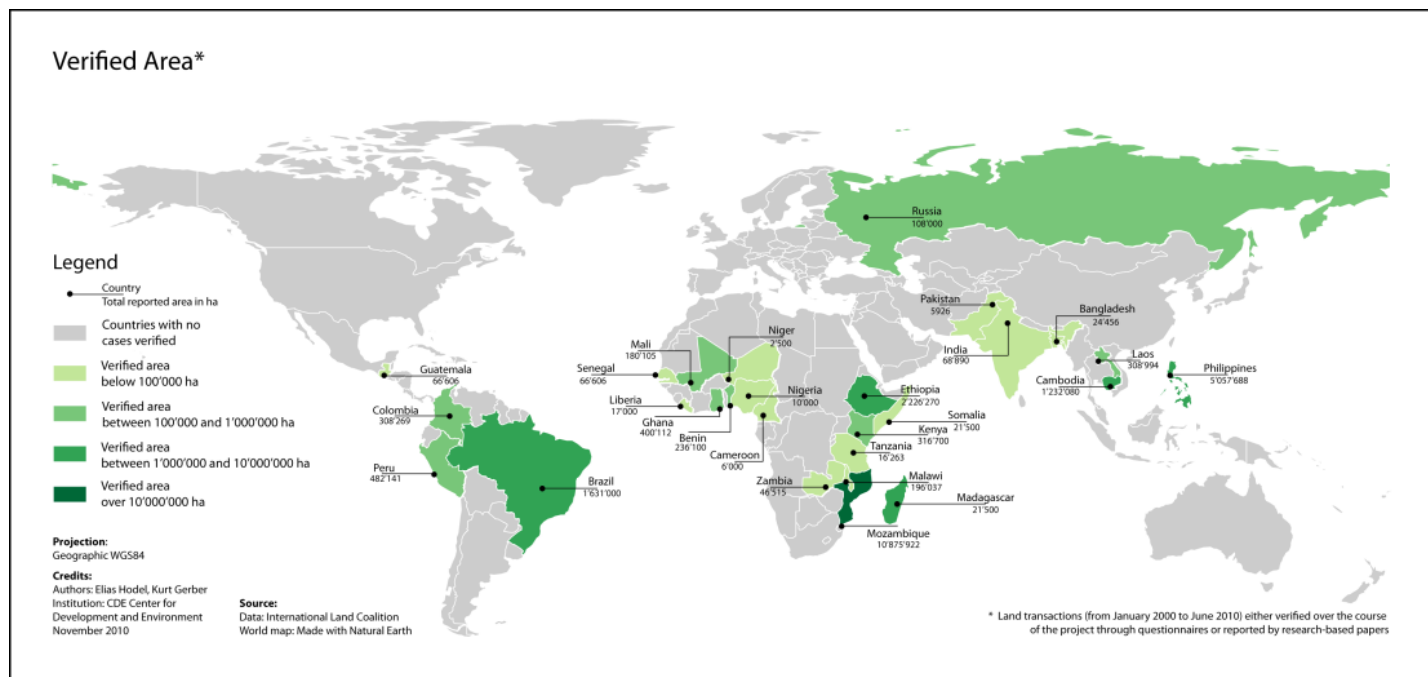 Verified Area*
Legend
Country
Total reported area in ha
Countries with no
cases verified
Verified area
below 100'000 ha
Verified area
between 100'000 and 1'000'000 ha
Verified area
between 1'000'000 and 10'000'000 ha
Verified area
over 10'000'000 ha
Projection:
Geographic WGS84
Credits:
Authors: Elias Hodel, Kurt Gerber
Institution: CDE Center for
Development and Environment
November 2010
Source:
Data: International Land Coalition
World map: Made with Natural Earth
Guatemala
66'606
Colombia
308'269
Peru
482'141
Brazil
1'631'000
Senegal
66'606
Mali
180'105
Niger
2'500
Liberia
17'000
Ghana
400'112
Benin
236'100
Nigeria
10'000
Cameroon
6'000
Ethiopia
2'226'270
Somalia
21'500
Kenya
316'700
Tanzania
16'263
Zambia
46'515
Malawi
196'037
Madagascar
21'500
Mozambique
10'875'922
Russia
108'000
Pakistan
5926
India
68'890
Bangladesh
24'456
Laos
308'994
Cambodia
1'232'080
Philippines
5'057'688
* Land transactions (from January 2000 to June 2010) either verified over the course
of the project through questionnaires or reported by research-based papers